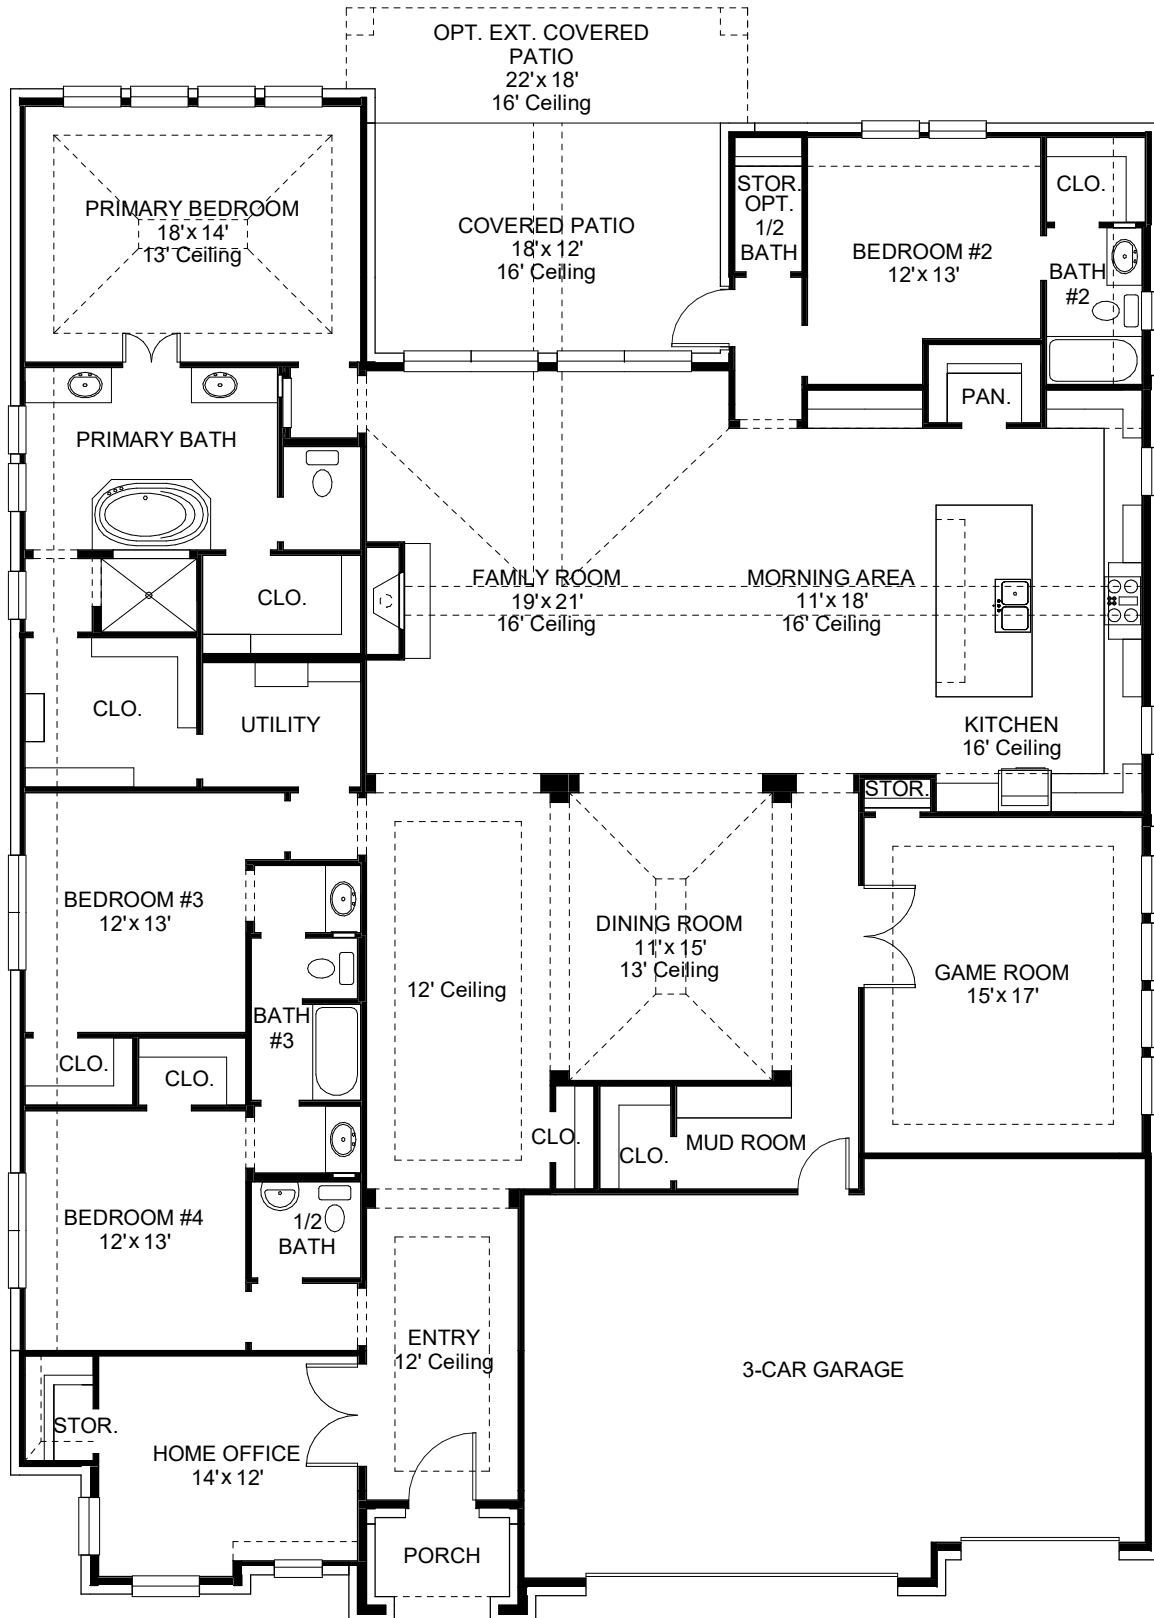 OPT. EXT. COVERED
PATIO
22'x 18'
16' Ceiling
PRIMARY BEDROOM
18'x 14'
13' Ceiling
COVERED PATIO
18'x 12'
16' Ceiling
STOR.
OPT.
1/2
BATH
BEDROOM #2
12'x 13'
CLO.
BATH
#2
PAN.
PRIMARY BATH
CLO.
FAMILY ROOM
19'x 21'
16' Ceiling
MORNING AREA
11'x 18'
16' Ceiling
CLO.
UTILITY
KITCHEN
16' Ceiling
STOR.
BEDROOM #3
12'x 13'
DINING ROOM
11'x 15'
13' Ceiling
12' Ceiling
GAME ROOM
15'x 17'
BATH
#3
CLO.
CLO.
CLO.
CLO.
MUD ROOM
BEDROOM #4
12'x 13'
1/2
BATH
ENTRY
12' Ceiling
3-CAR GARAGE
STOR.
HOME OFFICE
14'x 12'
PORCH